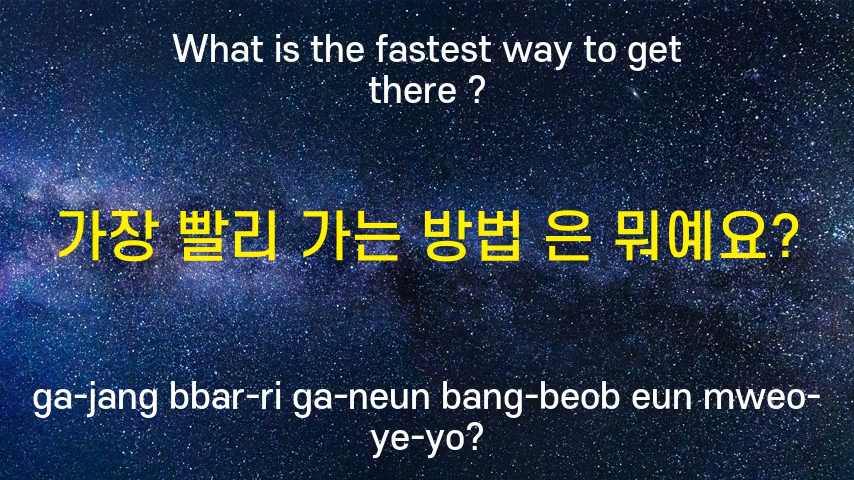 What is the fastest way to get
there ?
가장 빨리 가는 방법 은 뭐예요?
ga-jang bbar-ri ga-neun bang-beob eun mweo-
ye-yo?